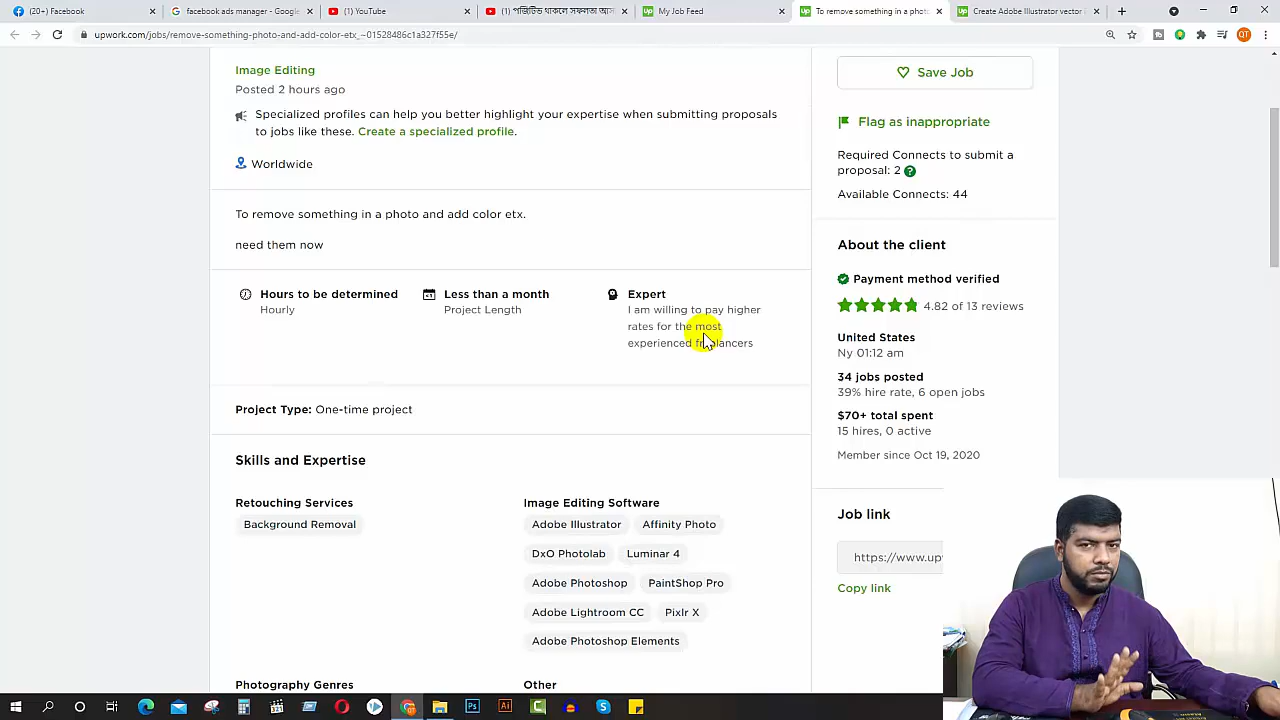 (20+) Facebook
facebook ads manager - Google
(1) YouTube
(1) পজিটিভ থাকলে সফলতা আস
My Job Feed
To remove something in a phot
Create Adobe Illustrator vector
upwork.com/jobs/remove-something-photo-and-add-color-etx_~01528486c1a327f55e/
QT
Image Editing
Posted 2 hours ago
Specialized profiles can help you better highlight your expertise when submitting proposals
to jobs like these. Create a specialized profile.
Worldwide
To remove something in a photo and add color etx.
need them now
Hours to be determined
Hourly
Less than a month
Project Length
Expert
I am willing to pay higher
rates for the most
experienced freelancers
Project Type: One-time project
Skills and Expertise
Retouching Services
Background Removal
Image Editing Software
Adobe Illustrator
Affinity Photo
DxO Photolab
Luminar 4
Adobe Photoshop
PaintShop Pro
Adobe Lightroom CC
Pixlr X
Adobe Photoshop Elements
Photography Genres
Other
Save Job
Flag as inappropriate
Required Connects to submit a
proposal: 2
Available Connects: 44
About the client
Payment method verified
4.82 of 13 reviews
United States
Ny 01:12 am
34 jobs posted
39% hire rate, 6 open jobs
$70+ total spent
15 hires, 0 active
Member since Oct 19, 2020
Job link
https://www.up
Copy link